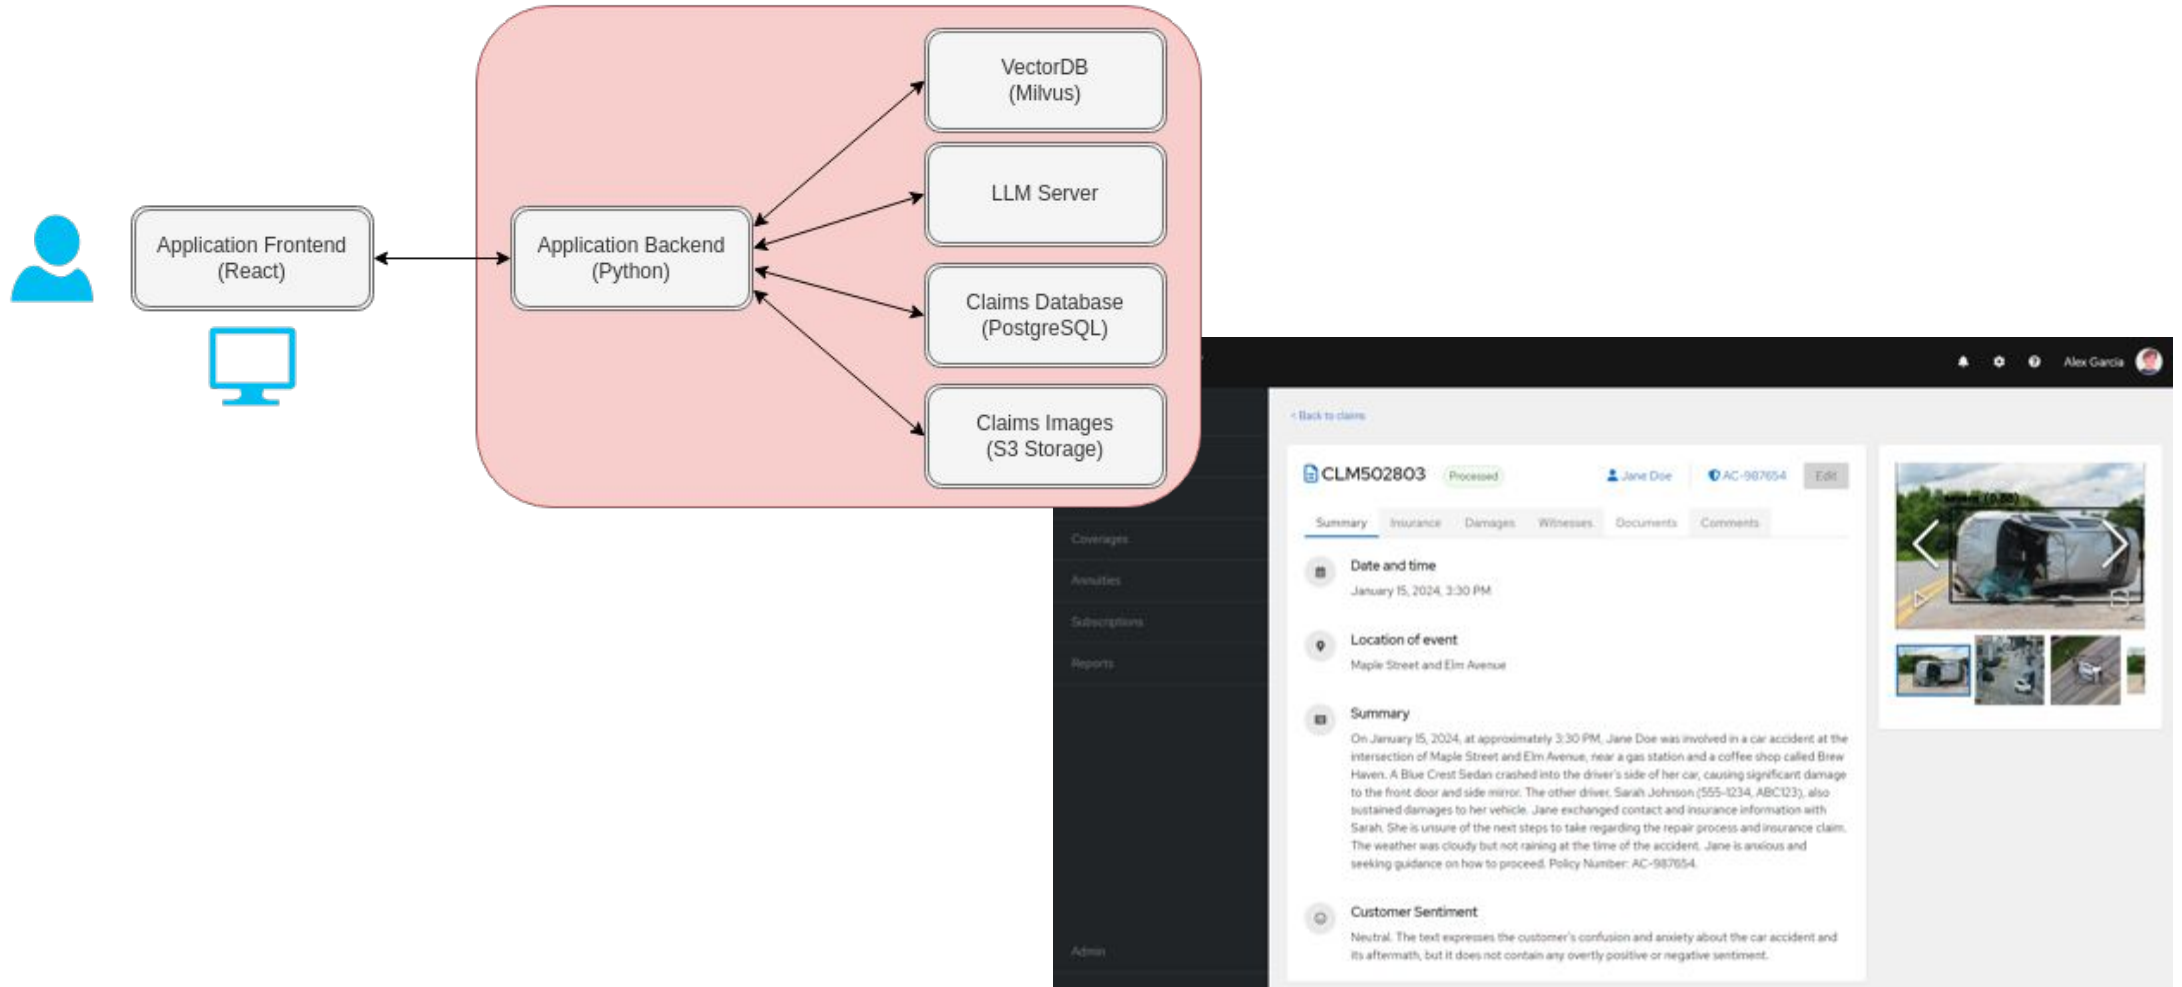 VectorDB
(Milvus)
LLM Server
Application Frontend
(React)
Application Backend
(Python)
Claims Database
(PostgreSQL)
Claims Images
(S3 Storage)
Alex Garcia
< Back to claims
CLM502803
Processed
Jane Doe
AC-987654
Edit
Summary
Insurance
Damages
Witnesses
Documents
Comments
Coverages
Annuities
Subscriptions
Reports
Admin
Date and time
January 15, 2024, 3:30 PM
Location of event
Maple Street and Elm Avenue
Summary
On January 15, 2024, at approximately 3:30 PM, Jane Doe was involved in a car accident at the
intersection of Maple Street and Elm Avenue, near a gas station and a coffee shop called Brew
Haven. A Blue Crest Sedan crashed into the driver's side of her car, causing significant damage
to the front door and side mirror. The other driver, Sarah Johnson (555-1234, ABC123), also
sustained damages to her vehicle. Jane exchanged contact and insurance information with
Sarah. She is unsure of the next steps to take regarding the repair process and insurance claim.
The weather was cloudy but not raining at the time of the accident. Jane is anxious and
seeking guidance on how to proceed. Policy Number: AC-987654.
Customer Sentiment
Neutral. The text expresses the customer's confusion and anxiety about the car accident and
its aftermath, but it does not contain any overtly positive or negative sentiment.